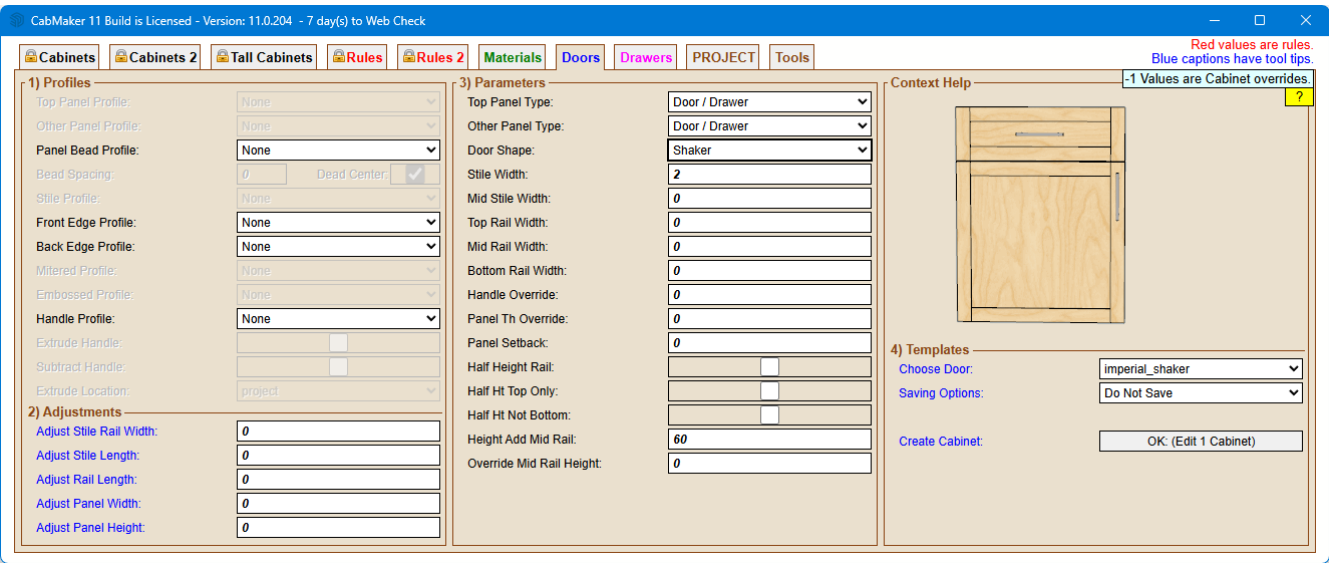 CabMaker 11 Build is Licensed - Version: 11.0.204 - 7 day(s) to Web Check
Cabinets Cabinets 2 Tall Cabinets Rules Rules 2 Materials Doors Drawers PROJECT Tools
Red values are rules.
Blue captions have tool tips.
-1 Values are Cabinet overrides.
?
1) Profiles
Top Panel Profile: None
Other Panel Profile: None
Panel Bead Profile: None
Bead Spacing: 0 Dead Center:
Stile Profile: None
Front Edge Profile: None
Back Edge Profile: None
Mitered Profile: None
Embossed Profile: None
Handle Profile: None
Extrude Handle:
Subtract Handle:
Extrude Location: project
2) Adjustments
Adjust Stile Rail Width: 0
Adjust Stile Length: 0
Adjust Rail Length: 0
Adjust Panel Width: 0
Adjust Panel Height: 0
3) Parameters
Top Panel Type: Door / Drawer
Other Panel Type: Door / Drawer
Door Shape: Shaker
Stile Width: 2
Mid Stile Width: 0
Top Rail Width: 0
Mid Rail Width: 0
Bottom Rail Width: 0
Handle Override: 0
Panel Th Override: 0
Panel Setback: 0
Half Height Rail:
Half Ht Top Only:
Half Ht Not Bottom:
Height Add Mid Rail: 60
Override Mid Rail Height: 0
Context Help
4) Templates
Choose Door: imperial_shaker
Saving Options: Do Not Save
Create Cabinet: OK: (Edit 1 Cabinet)